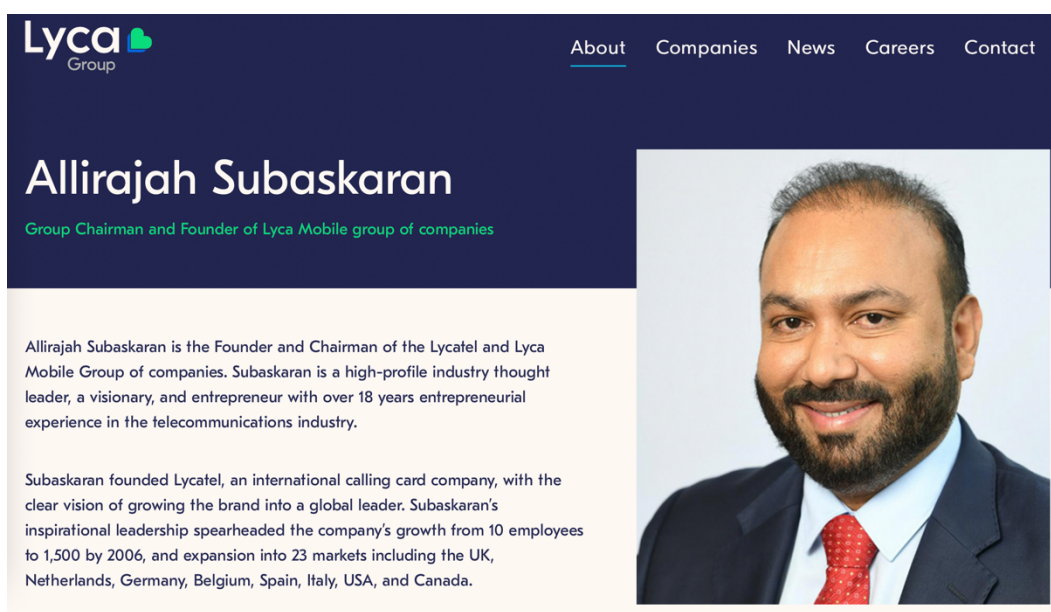 Lyca
Group
About Companies News Careers Contact
Allirajah Subaskaran
Group Chairman and Founder of Lyca Mobile group of companies
Allirajah Subaskaran is the Founder and Chairman of the Lycatel and Lyca
Mobile Group of companies. Subaskaran is a high-profile industry thought
leader, a visionary, and entrepreneur with over 18 years entrepreneurial
experience in the telecommunications industry.
Subaskaran founded Lycatel, an international calling card company, with the
clear vision of growing the brand into a global leader. Subaskaran’s
inspirational leadership spearheaded the company’s growth from 10 employees
to 1,500 by 2006, and expansion into 23 markets including the UK,
Netherlands, Germany, Belgium, Spain, Italy, USA, and Canada.